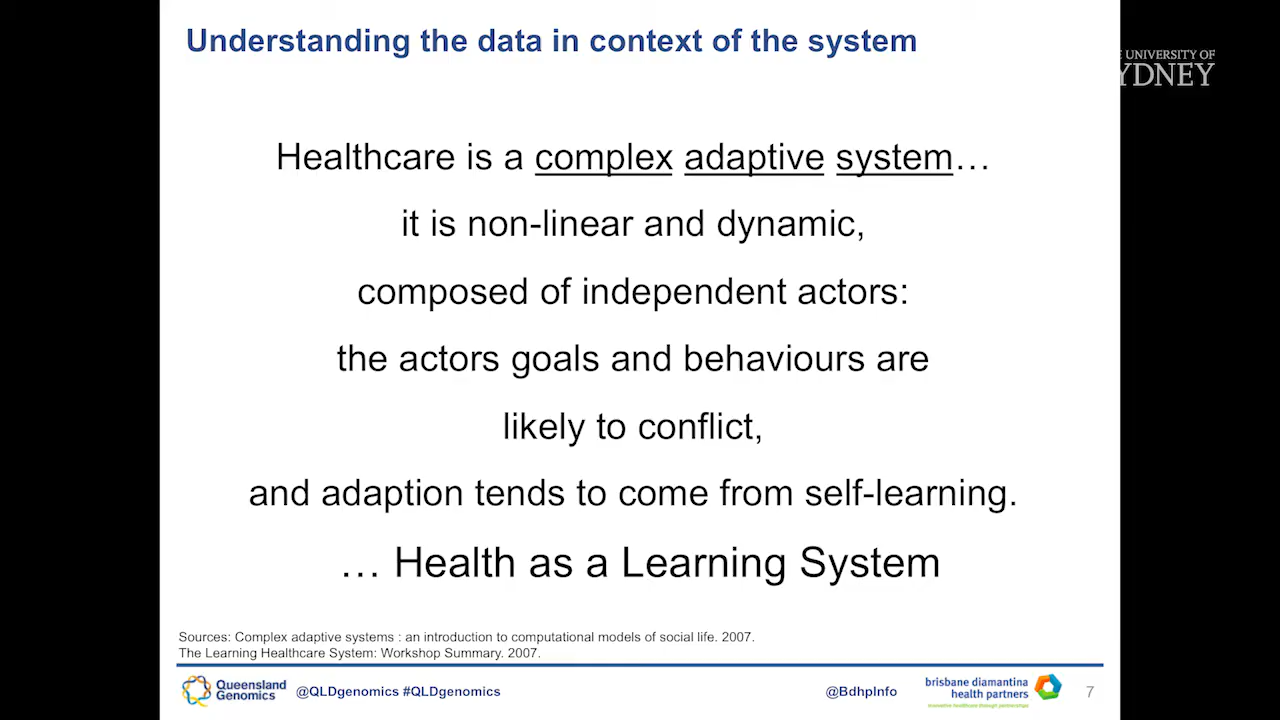 Understanding the data in context of the system
E UNIVERSITY OF
YDNEY
Healthcare is a complex adaptive system…
it is non-linear and dynamic,
composed of independent actors:
the actors goals and behaviours are
likely to conflict,
and adaption tends to come from self-learning.
… Health as a Learning System
Sources: Complex adaptive systems : an introduction to computational models of social life. 2007.
The Learning Healthcare System: Workshop Summary. 2007.
Queensland
Genomics
@QLDgenomics #QLDgenomics
@BdhpInfo
brisbane diamantina
health partners
innovative healthcare through partnerships
7